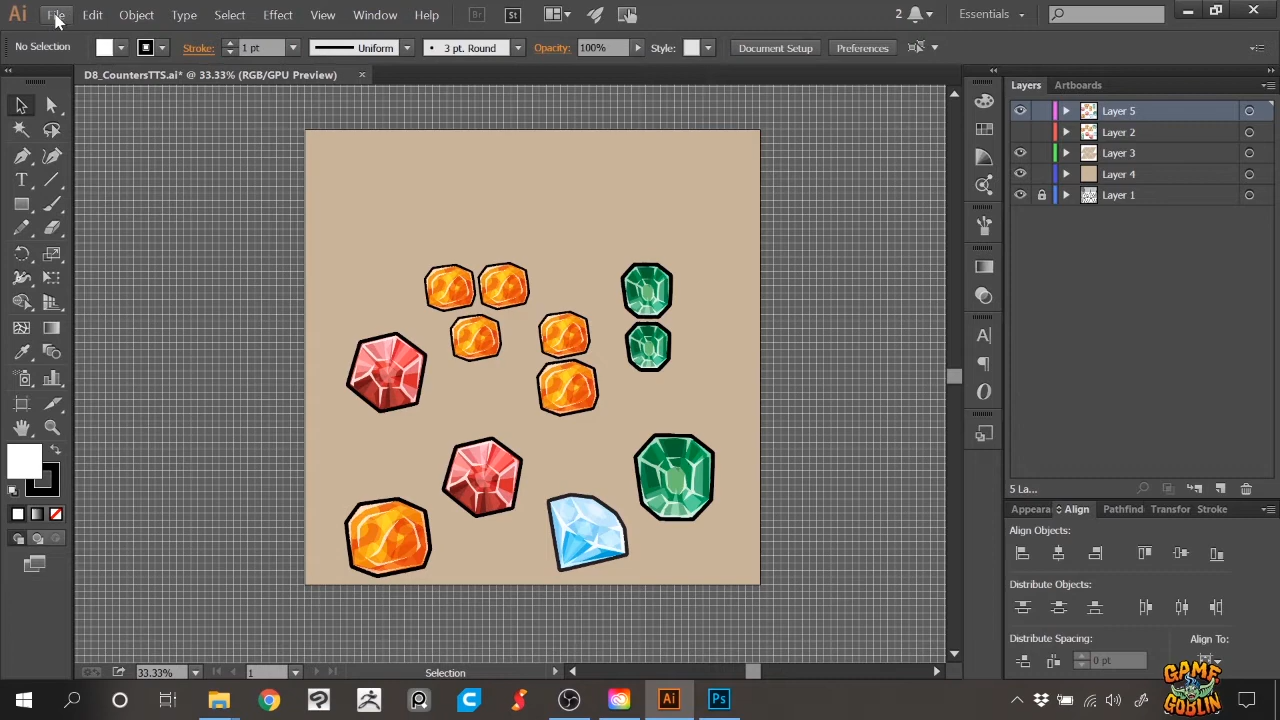 Ai File Edit Object Type Select Effect View Window Help Br St 2 Essentials
No Selection Stroke: 1 pt Uniform 3 pt. Round Opacity: 100% Style: Document Setup Preferences
D8_CountersTTS.ai* @ 33.33% (RGB/GPU Preview)
Layers Artboards
Layer 5
Layer 2
Layer 3
Layer 4
Layer 1
5 La...
Appeara Align Pathfind Transfor Stroke
Align Objects:
Distribute Objects:
Distribute Spacing: Align To:
0 pt
33.33% 1 Selection
Ai Ps
GAME
GOBLIN